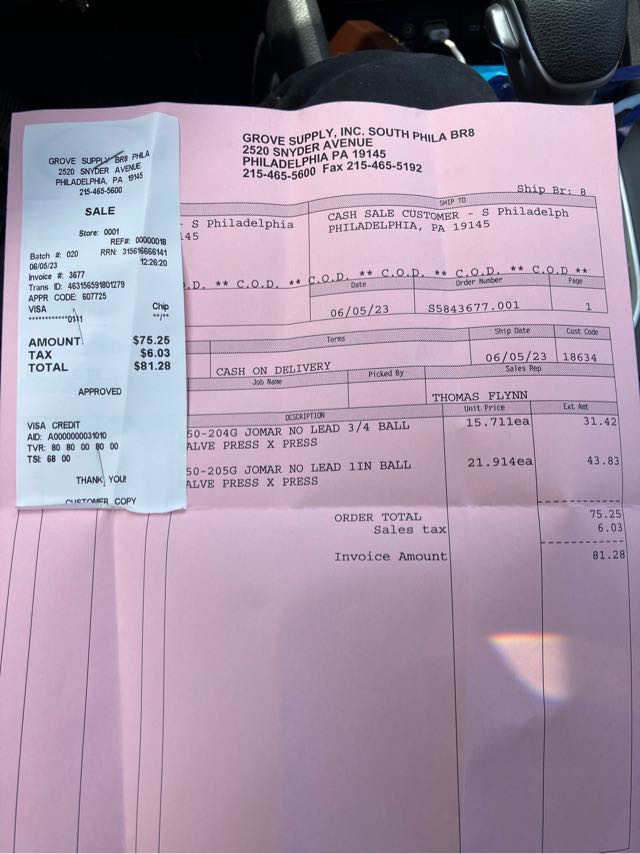 GROVE SUPPLY BR8 PHILA
2520 SNYDER AVENUE
PHILADELPHIA, PA 19145
215-465-5600
SALE
Store: 0001
REF#: 00000018
Batch #: 020
RRN: 315616666141
06/05/23
12:26:20
Invoice #: 3677
Trans ID: 463156591801279
APPR CODE: 607725
VISA
Chip
************0111
**/**
AMOUNT $75.25
TAX $6.03
TOTAL $81.28
APPROVED
VISA CREDIT
AID: A0000000031010
TVR: 80 80 00 80 00
TSI: 68 00
THANK YOU!
CUSTOMER COPY
GROVE SUPPLY, INC. SOUTH PHILA BR8
2520 SNYDER AVENUE
PHILADELPHIA PA 19145
215-465-5600 Fax 215-465-5192
Ship Br: 8
SHIP TO
- S Philadelphia
145
CASH SALE CUSTOMER - S Philadelph
PHILADELPHIA, PA 19145
.D. ** C.O.D. ** C.O.D. ** C.O.D. ** C.O.D. ** C.O.D **
Date
Order Number
Page
06/05/23
S5843677.001
1
Terms
Ship Date
Cust Code
CASH ON DELIVERY
06/05/23
18634
Job Name
Picked By
Sales Rep
THOMAS FLYNN
DESCRIPTION
Unit Price
Ext Amt
50-204G JOMAR NO LEAD 3/4 BALL 15.711ea 31.42
ALVE PRESS X PRESS
50-205G JOMAR NO LEAD 1IN BALL 21.914ea 43.83
ALVE PRESS X PRESS
ORDER TOTAL 75.25
Sales tax 6.03
Invoice Amount 81.28